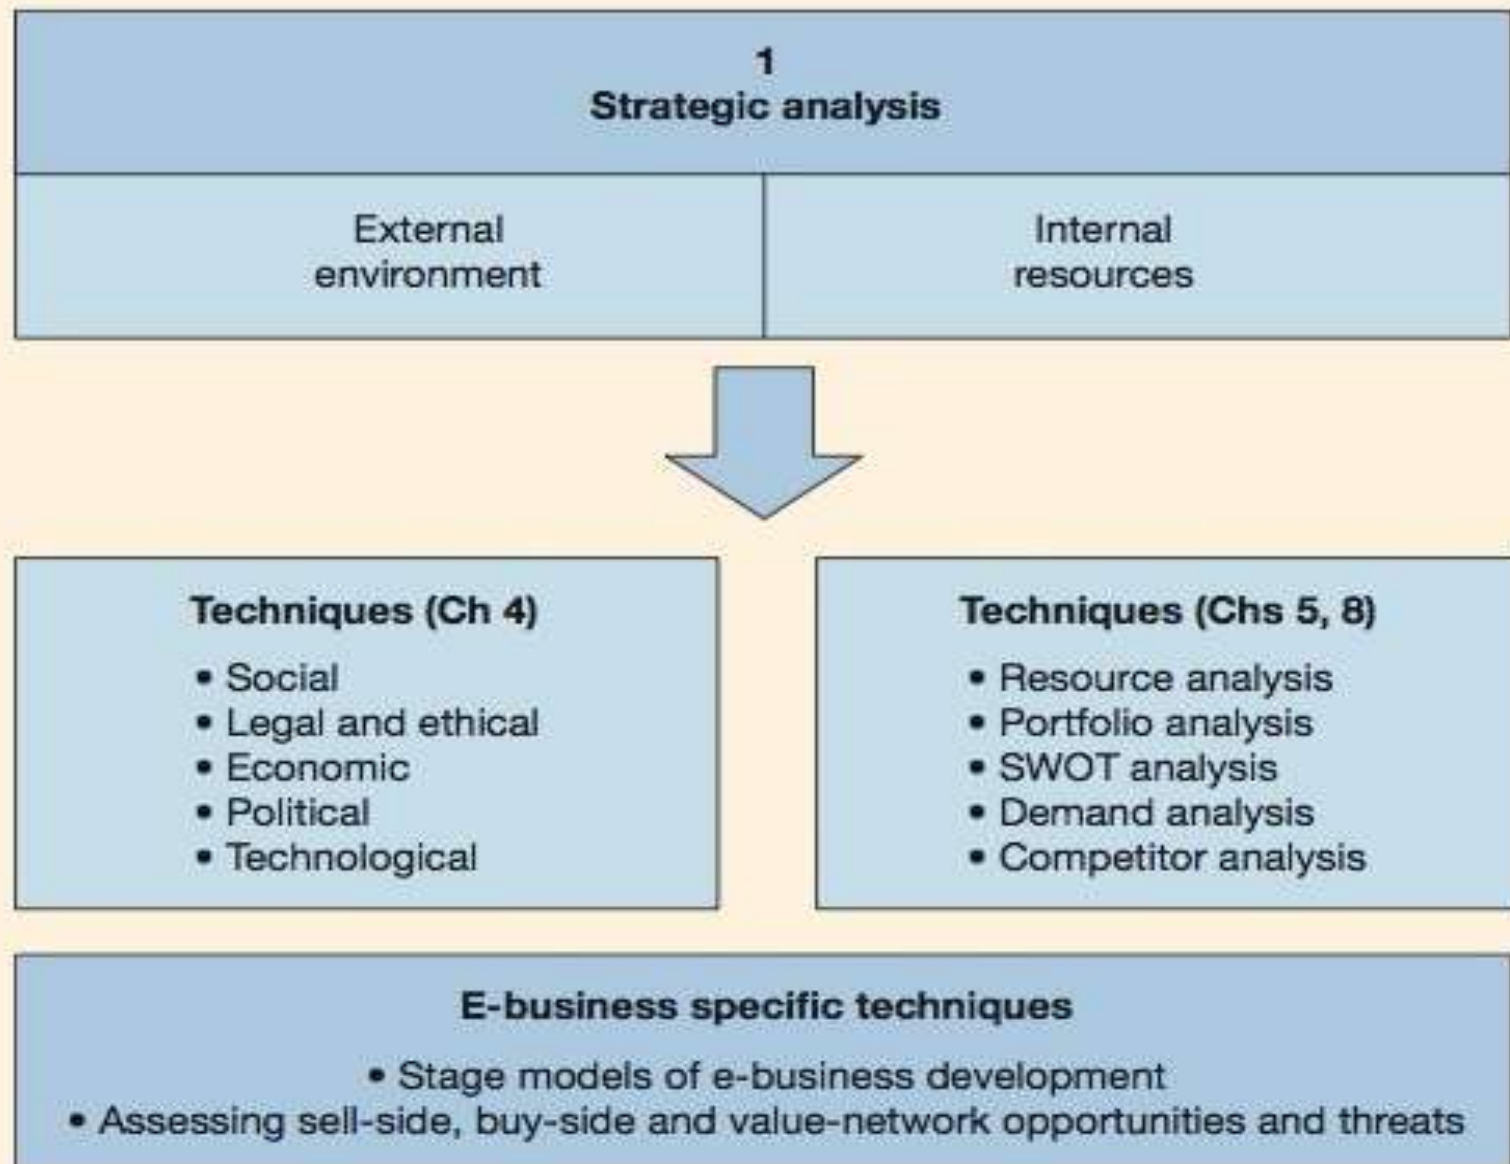 1
Strategic analysis
External
environment
Internal
resources
Techniques (Ch 4)
• Social
• Legal and ethical
• Economic
• Political
• Technological
Techniques (Chs 5, 8)
• Resource analysis
• Portfolio analysis
• SWOT analysis
• Demand analysis
• Competitor analysis
E-business specific techniques
• Stage models of e-business development
• Assessing sell-side, buy-side and value-network opportunities and threats